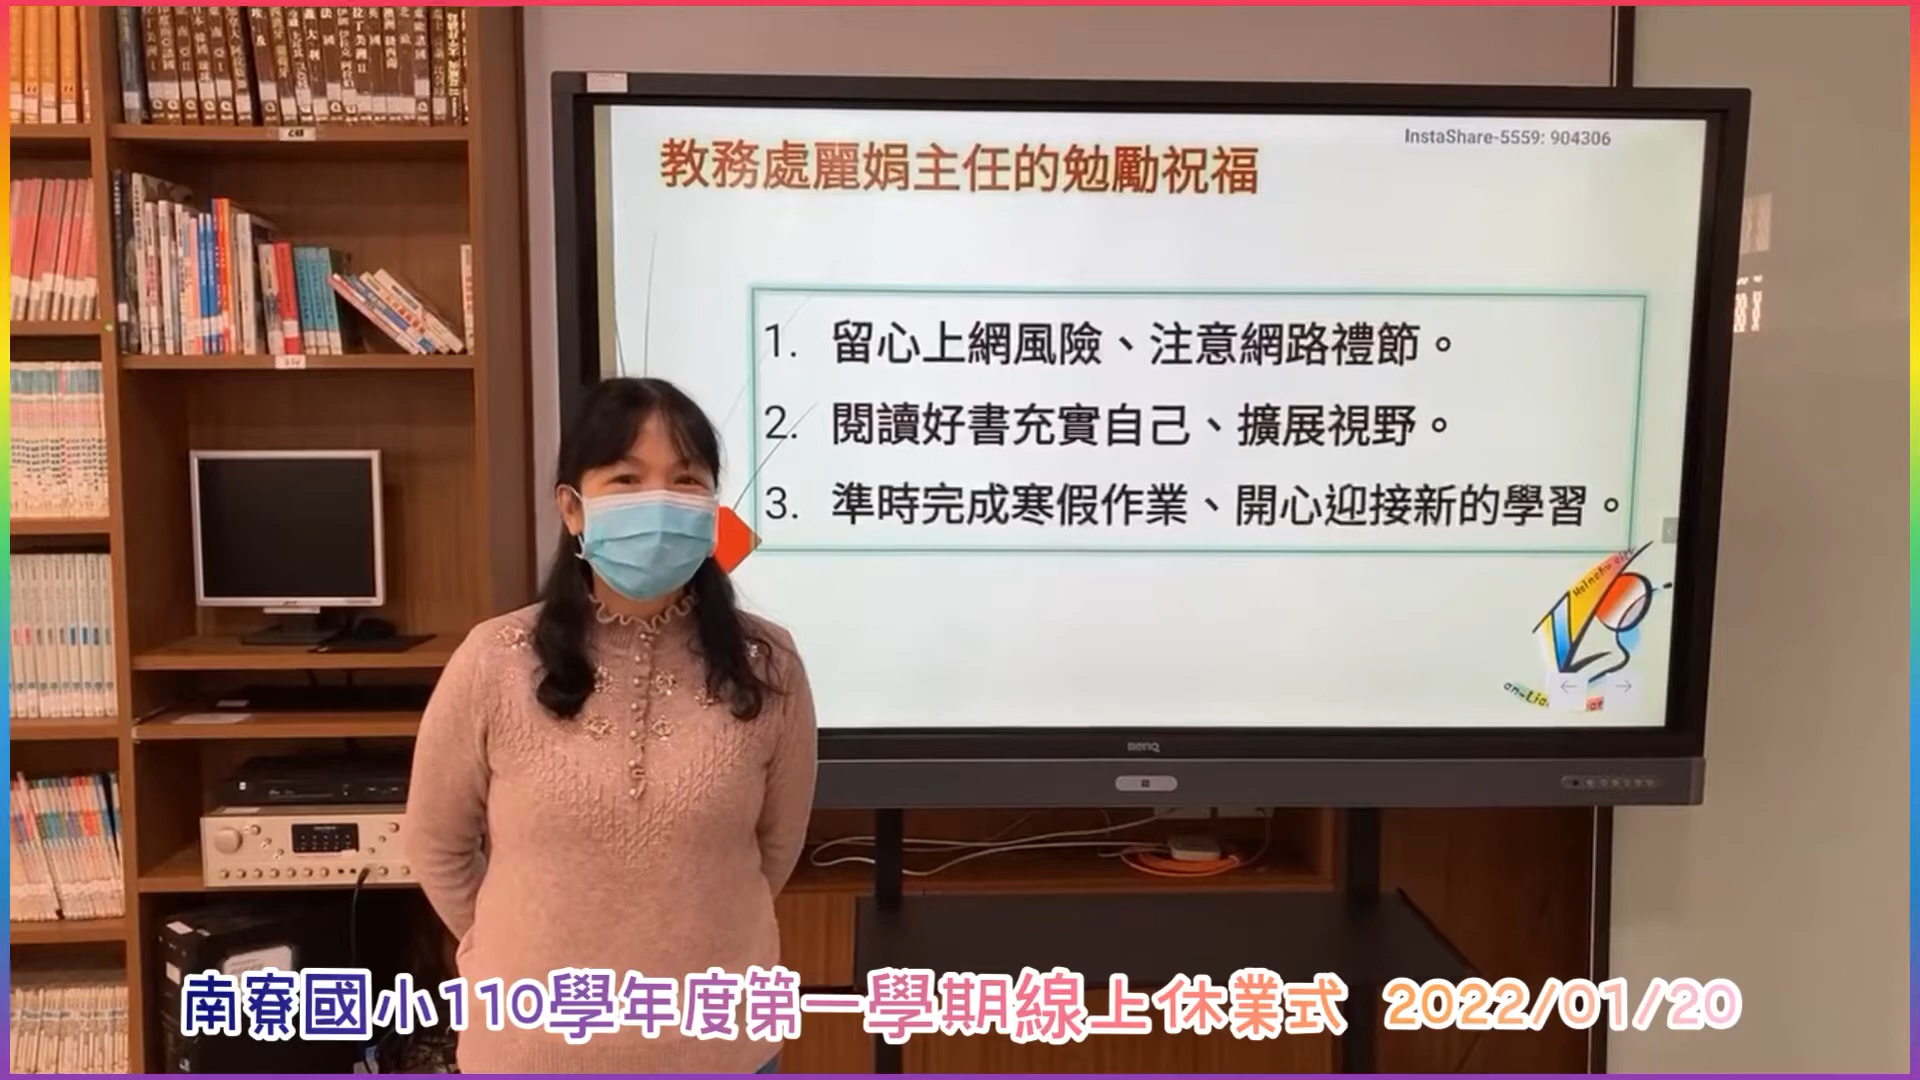 InstaShare-5559: 904306
教務處麗娟主任的勉勵祝福
1. 留心上網風險、注意網路禮節。
2. 閱讀好書充實自己、擴展視野。
3. 準時完成寒假作業、開心迎接新的學習。
BenQ
南寮國小110學年度第一學期線上休業式 2022/01/20